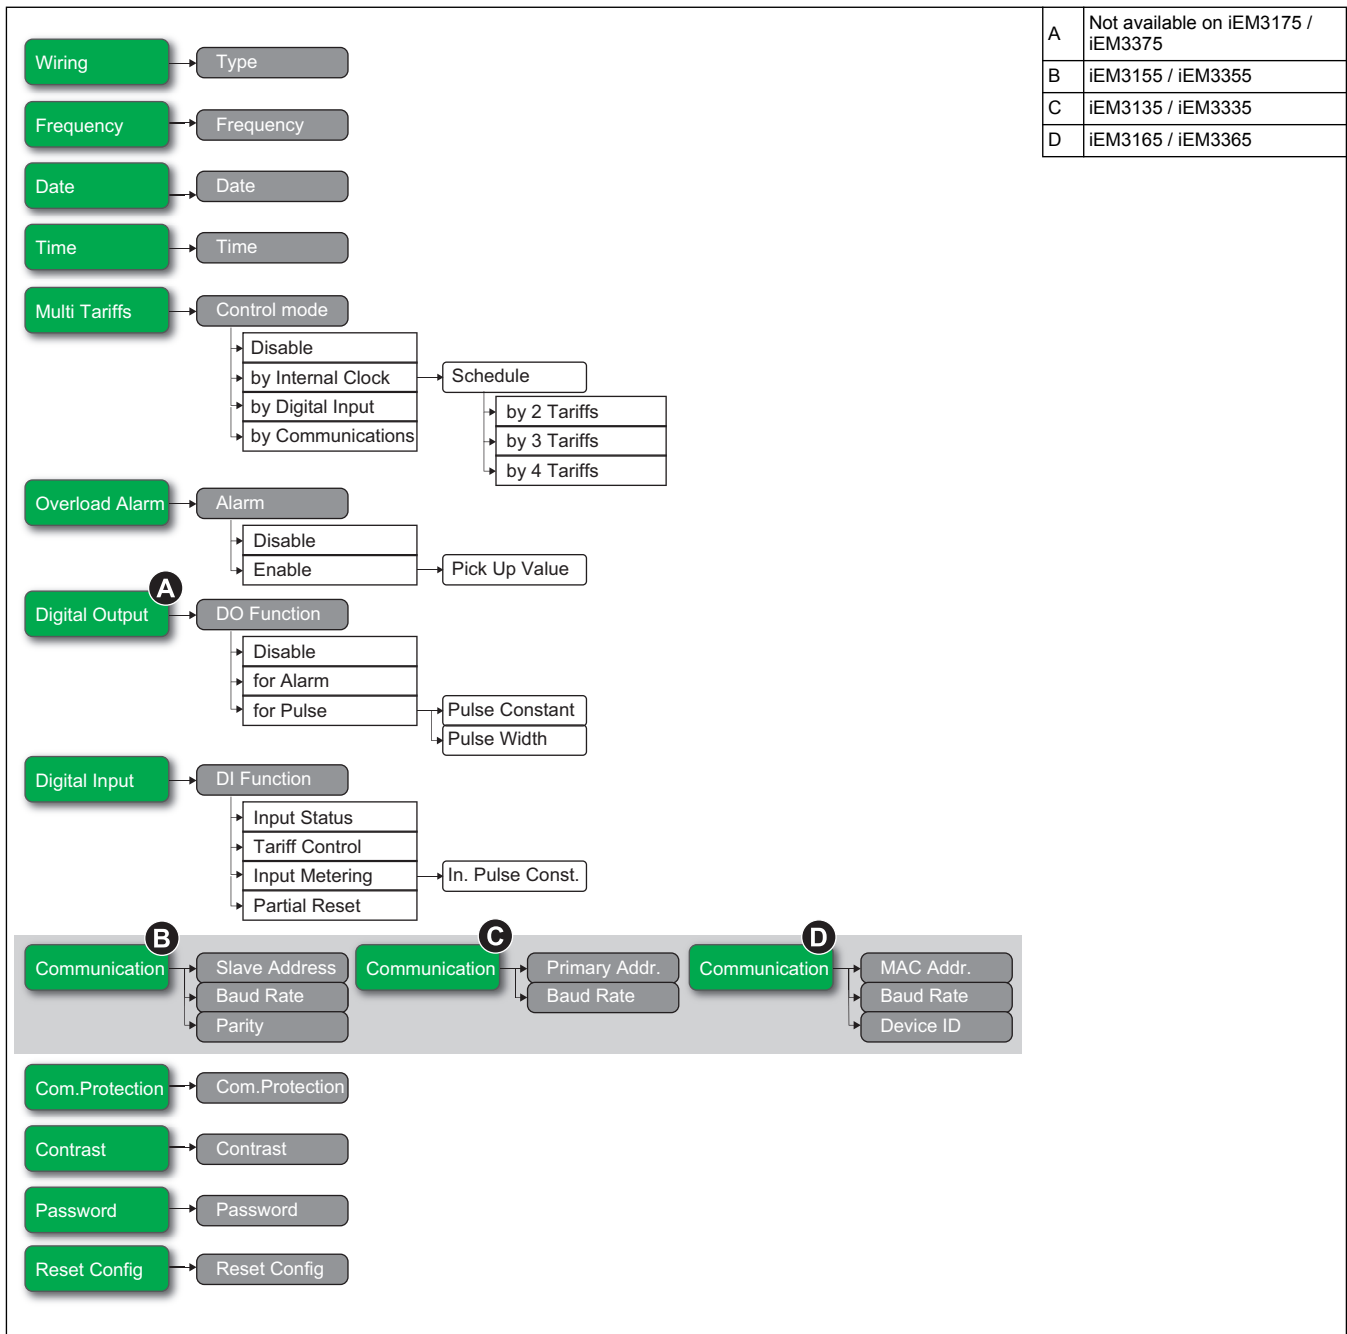 A
Not available on iEM3175 /
iEM3375
B
iEM3155 / iEM3355
C
iEM3135 / iEM3335
D
iEM3165 / iEM3365
Wiring
Type
Frequency
Frequency
Date
Date
Time
Time
Multi Tariffs
Control mode
Disable
by Internal Clock
Schedule
by Digital Input
by 2 Tariffs
by Communications
by 3 Tariffs
by 4 Tariffs
Overload Alarm
Alarm
Disable
Enable
Pick Up Value
A
Digital Output
DO Function
Disable
for Alarm
for Pulse
Pulse Constant
Pulse Width
Digital Input
DI Function
Input Status
Tariff Control
Input Metering
In. Pulse Const.
Partial Reset
B
Communication
Slave Address
Baud Rate
Parity
C
Communication
Primary Addr.
Baud Rate
D
Communication
MAC Addr.
Baud Rate
Device ID
Com.Protection
Com.Protection
Contrast
Contrast
Password
Password
Reset Config
Reset Config